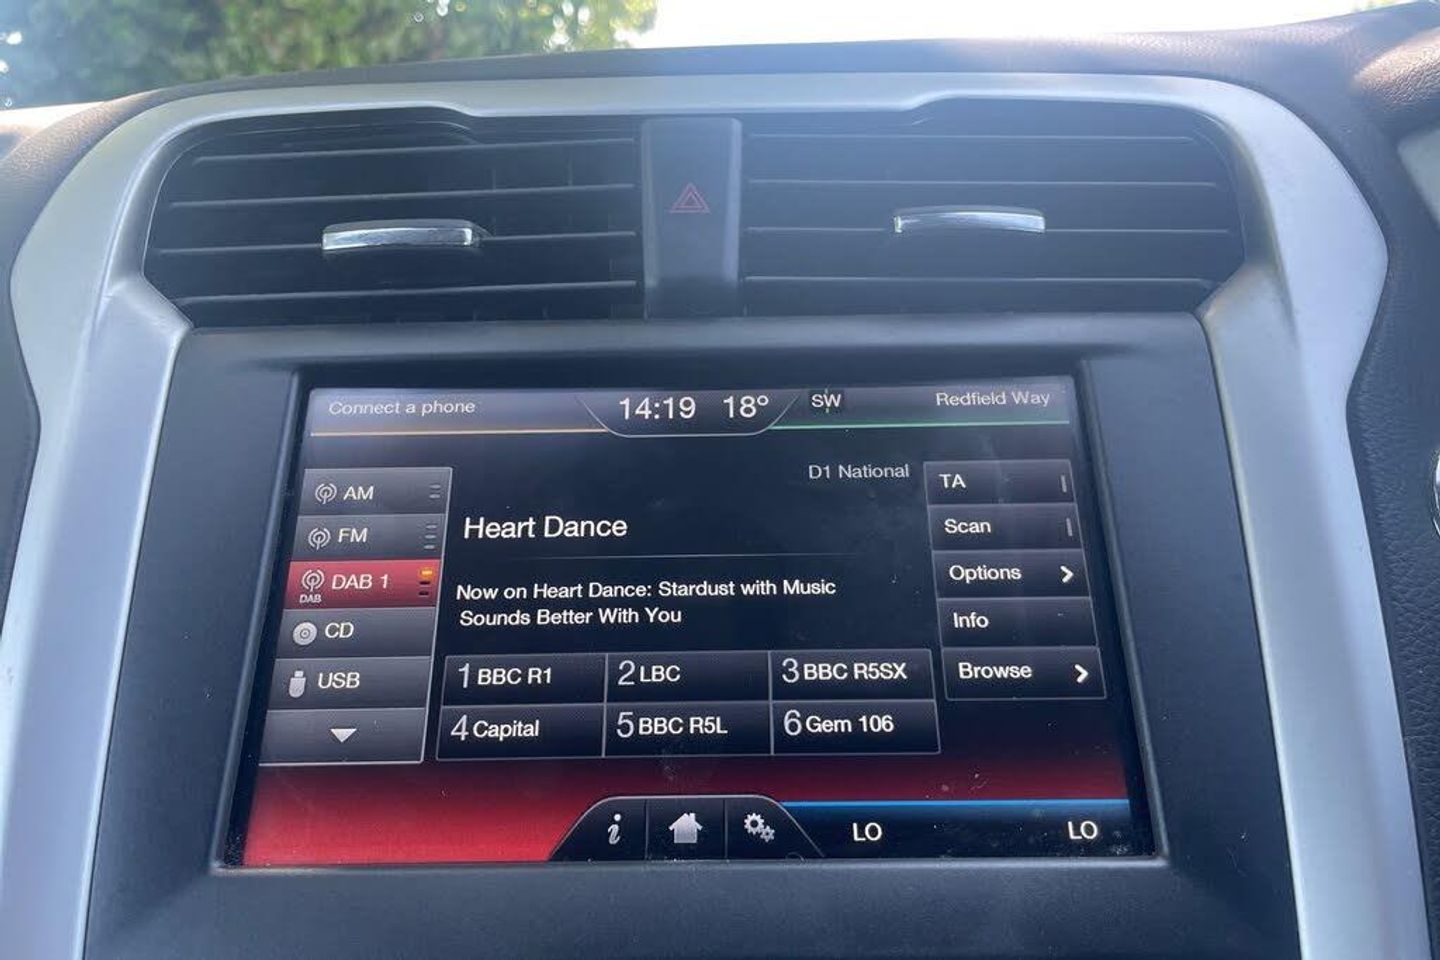 Connect a phone 14:19 18° SW Redfield Way
D1 National
AM
FM
DAB DAB 1
CD
USB
Heart Dance
Now on Heart Dance: Stardust with Music
Sounds Better With You
1 BBC R1 2 LBC 3 BBC R5SX
4 Capital 5 BBC R5L 6 Gem 106
TA
Scan
Options
Info
Browse
i LO LO